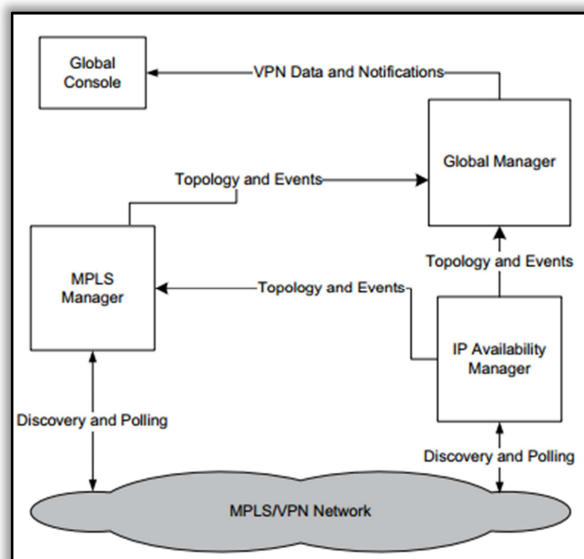 Global
Console
VPN Data and Notifications
Global Manager
Topology and Events
MPLS
Manager
Topology and Events
Topology and Events
IP Availability
Manager
Discovery and Polling
Discovery and Polling
MPLS/VPN Network